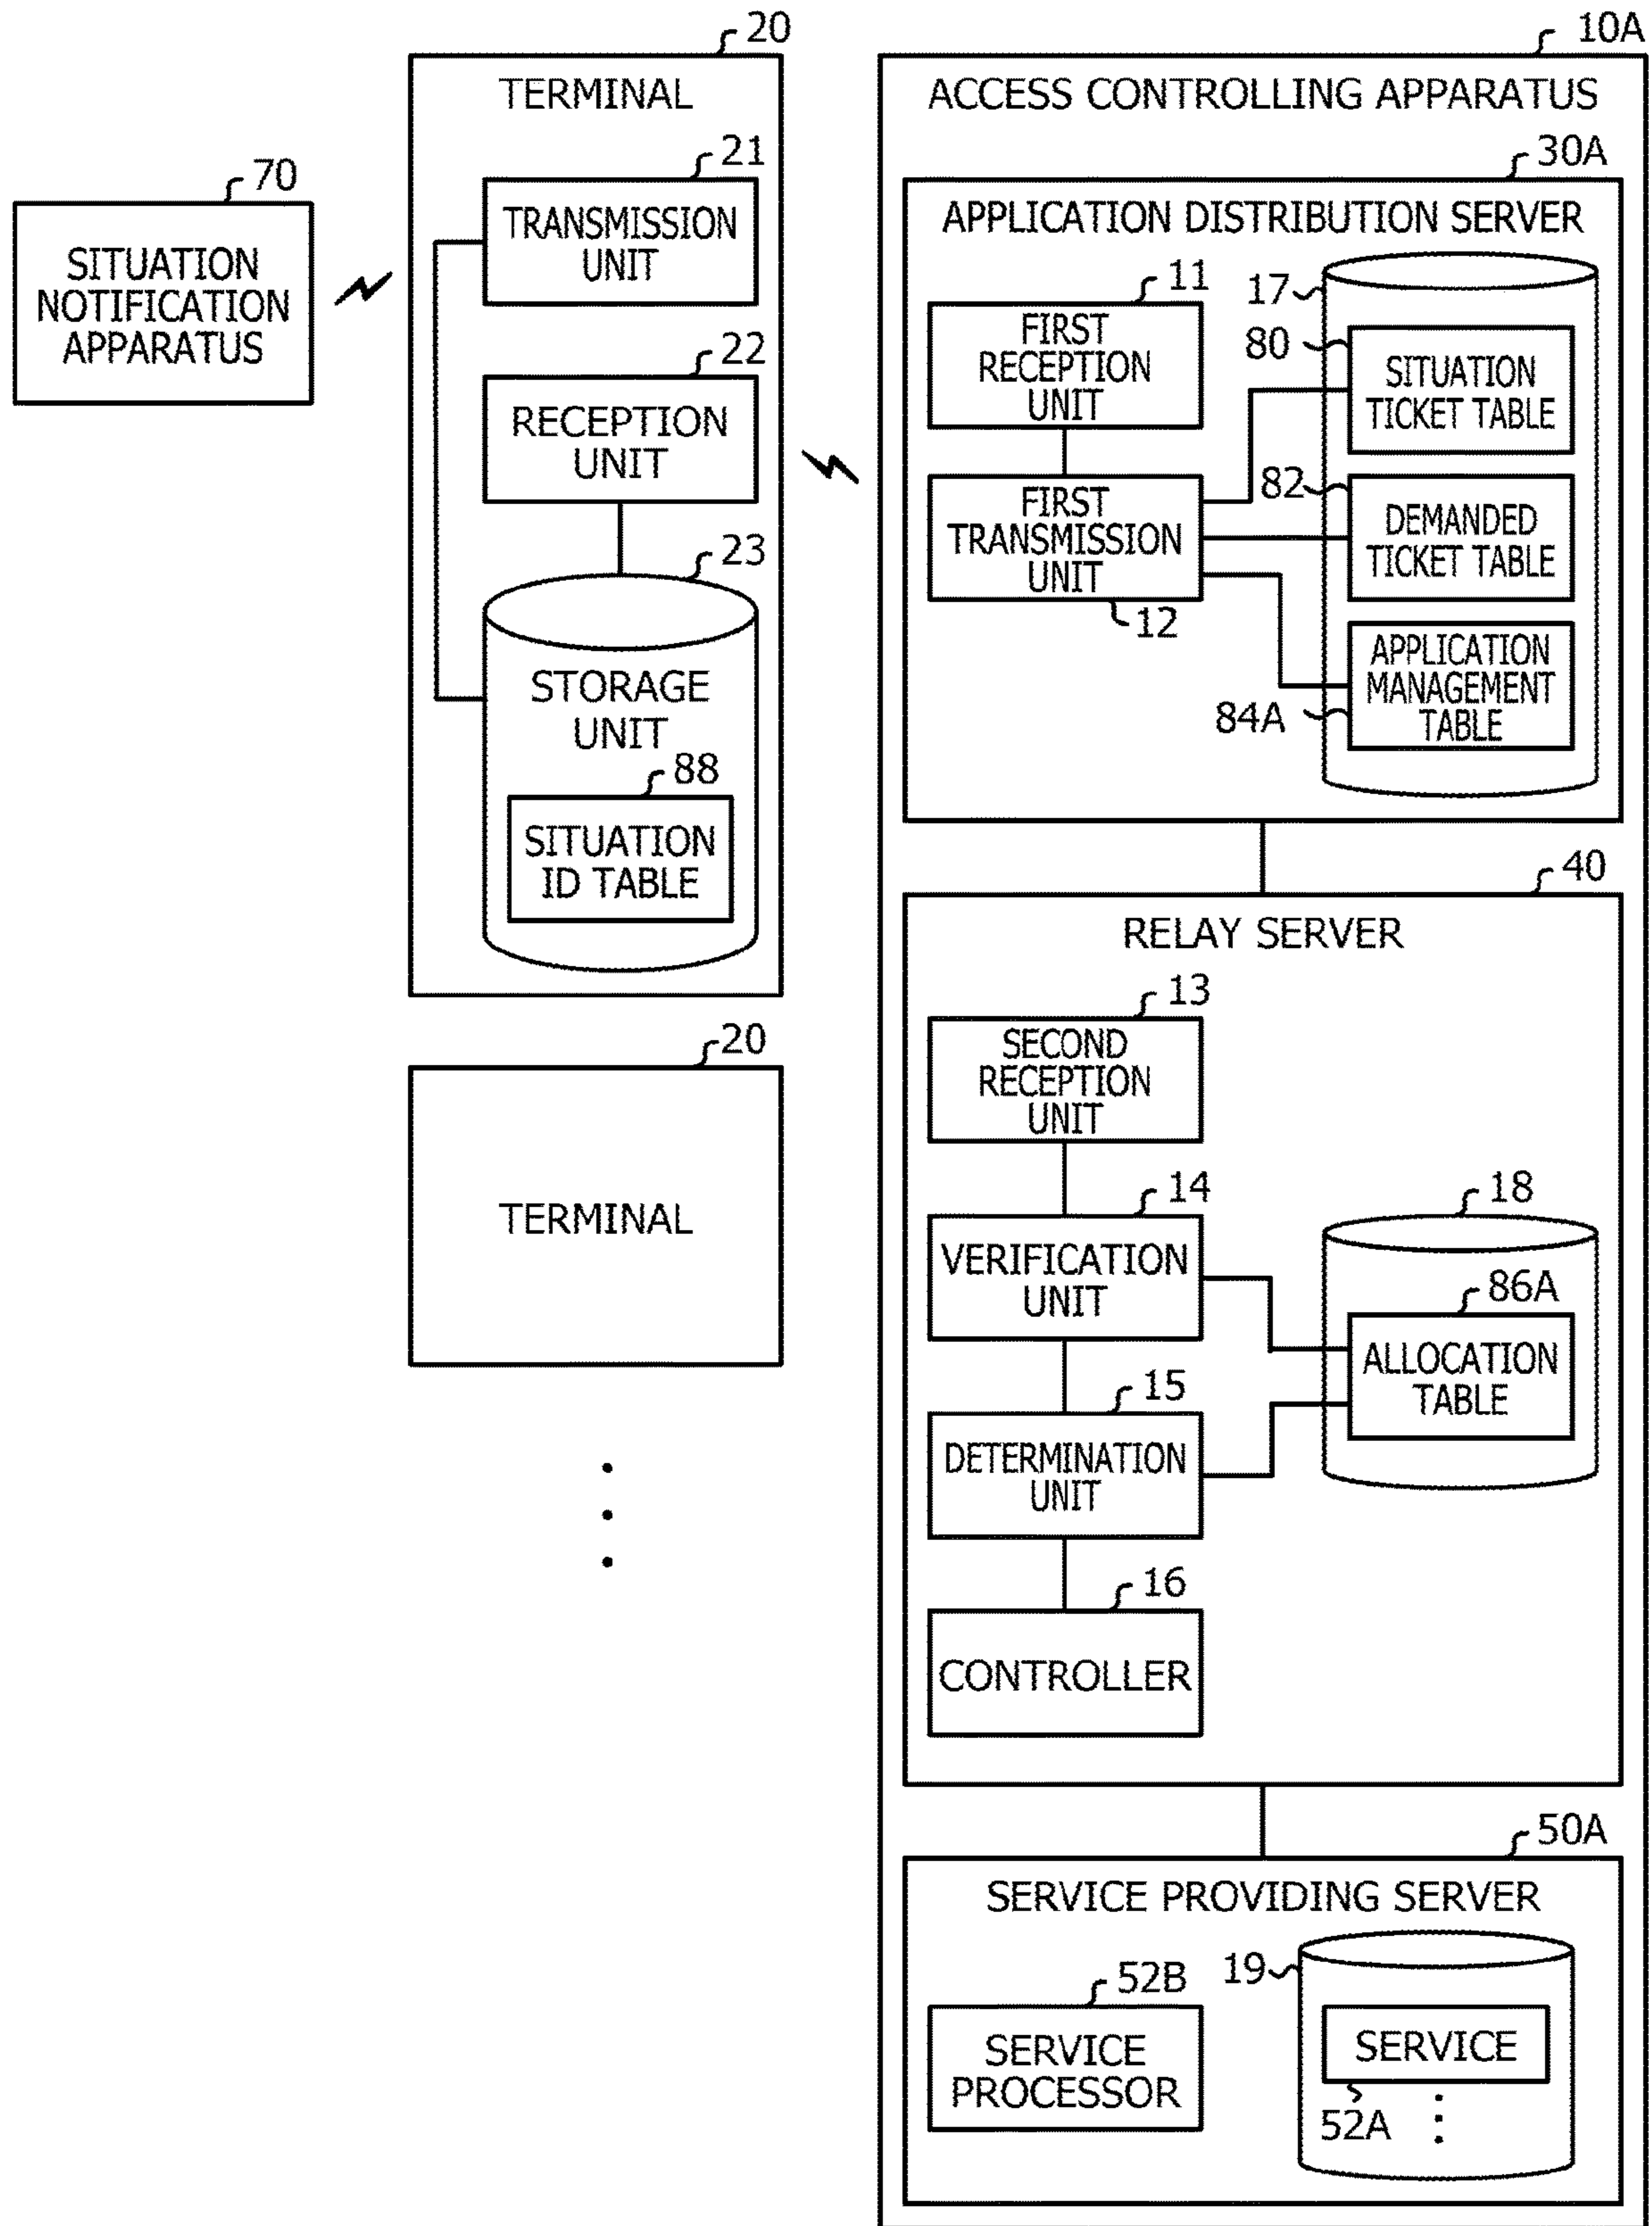 70
SITUATION
NOTIFICATION
APPARATUS
20
TERMINAL
21
TRANSMISSION
UNIT
22
RECEPTION
UNIT
23
STORAGE
UNIT
88
SITUATION
ID TABLE
20
TERMINAL
10A
ACCESS CONTROLLING APPARATUS
30A
APPLICATION DISTRIBUTION SERVER
11
FIRST
RECEPTION
UNIT
FIRST
TRANSMISSION
UNIT
12
17
80
SITUATION
TICKET TABLE
82
DEMANDED
TICKET TABLE
APPLICATION
MANAGEMENT
TABLE
84A
40
RELAY SERVER
13
SECOND
RECEPTION
UNIT
14
VERIFICATION
UNIT
15
DETERMINATION
UNIT
16
CONTROLLER
18
86A
ALLOCATION
TABLE
50A
SERVICE PROVIDING SERVER
52B
SERVICE
PROCESSOR
19
SERVICE
52A